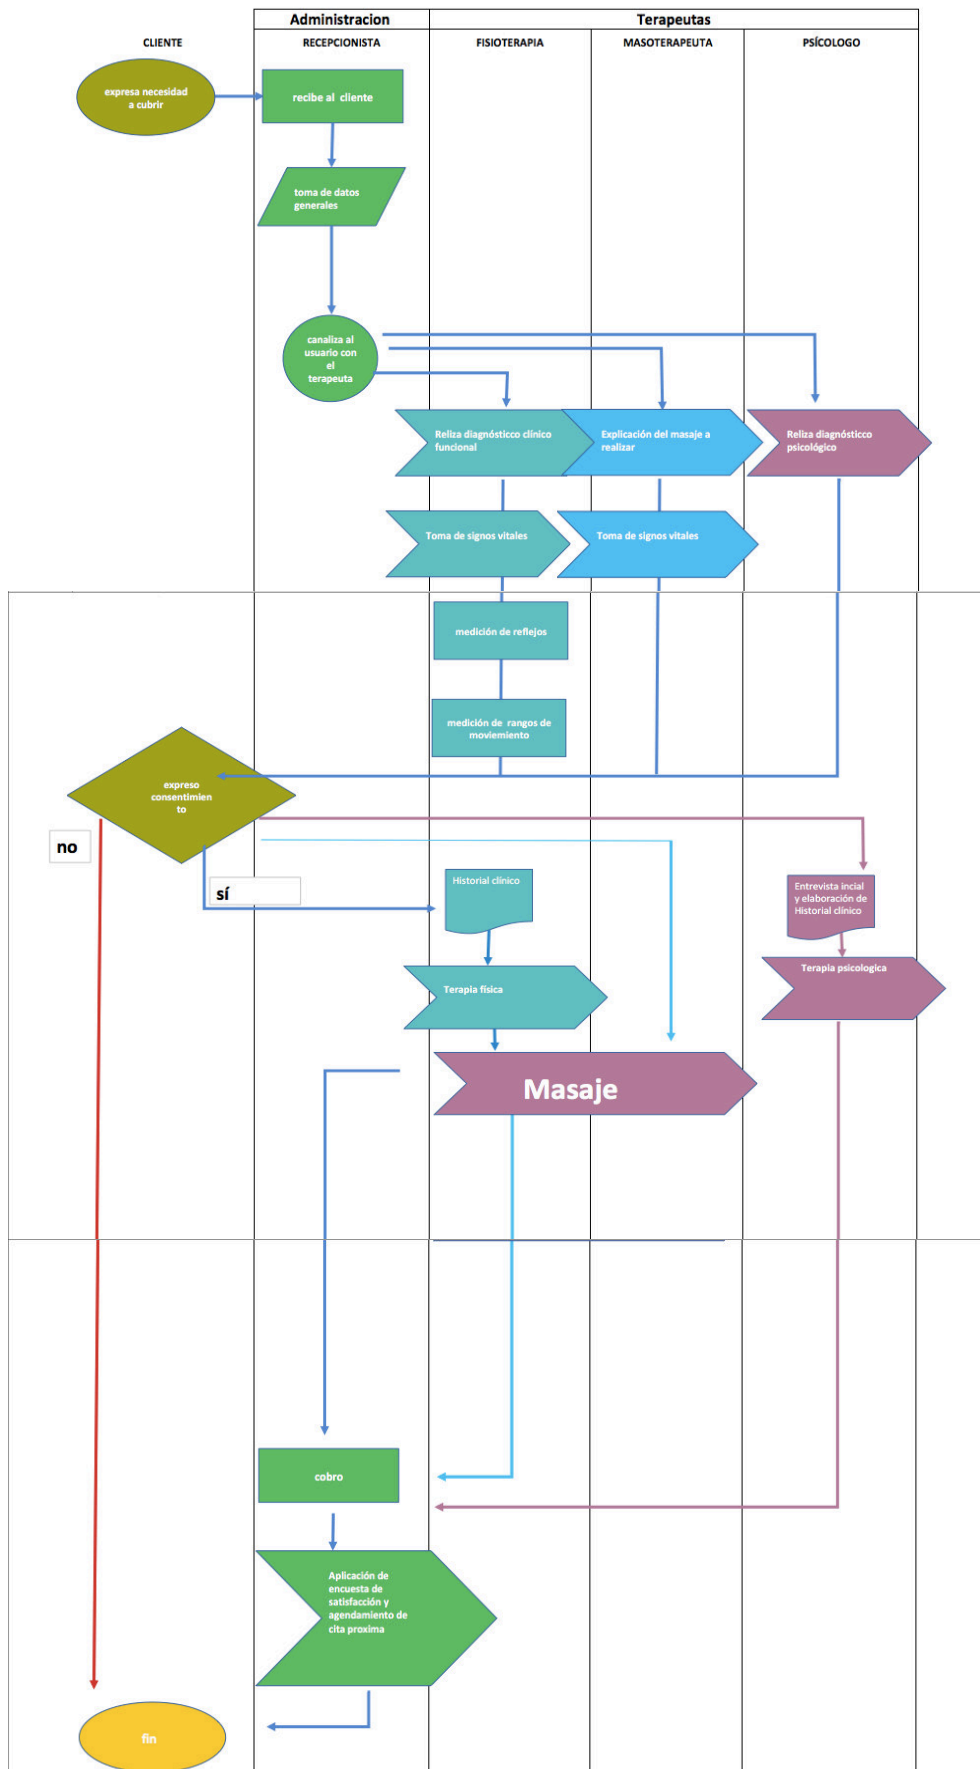 Administracion
Terapeutas
CLIENTE
RECEPCIONISTA
FISIOTERAPIA
MASOTERAPEUTA
PSÍCOLOGO
expresa necesidad
a cubrir
recibe al cliente
toma de datos
generales
canaliza al
usuario con
el
terapeuta
Reliza diagnósticco clínico
funcional
Explicación del masaje a
realizar
Reliza diagnósticco
psicológico
Toma de signos vitales
Toma de signos vitales
medición de reflejos
medición de rangos de
moviemiento
expreso
consentimien
to
no
sí
Historial clínico
Entrevista incial
y elaboración de
Historial clínico
Terapia física
Terapia psicologica
Masaje
cobro
Aplicación de
encuesta de
satisfacción y
agendamiento de
cita proxima
fin